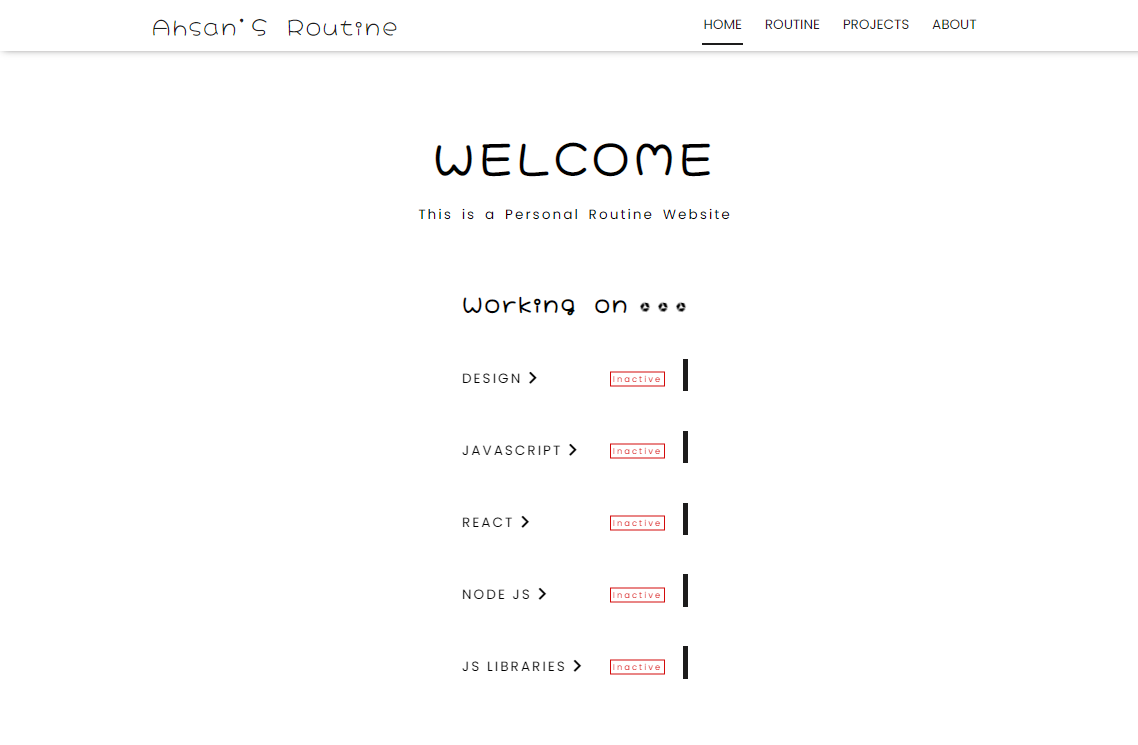 Ahsan'S Routine
HOME ROUTINE PROJECTS ABOUT
WELCOME
This is a Personal Routine Website
Working on
DESIGN Inactive
JAVASCRIPT Inactive
REACT Inactive
NODE JS Inactive
JS LIBRARIES Inactive